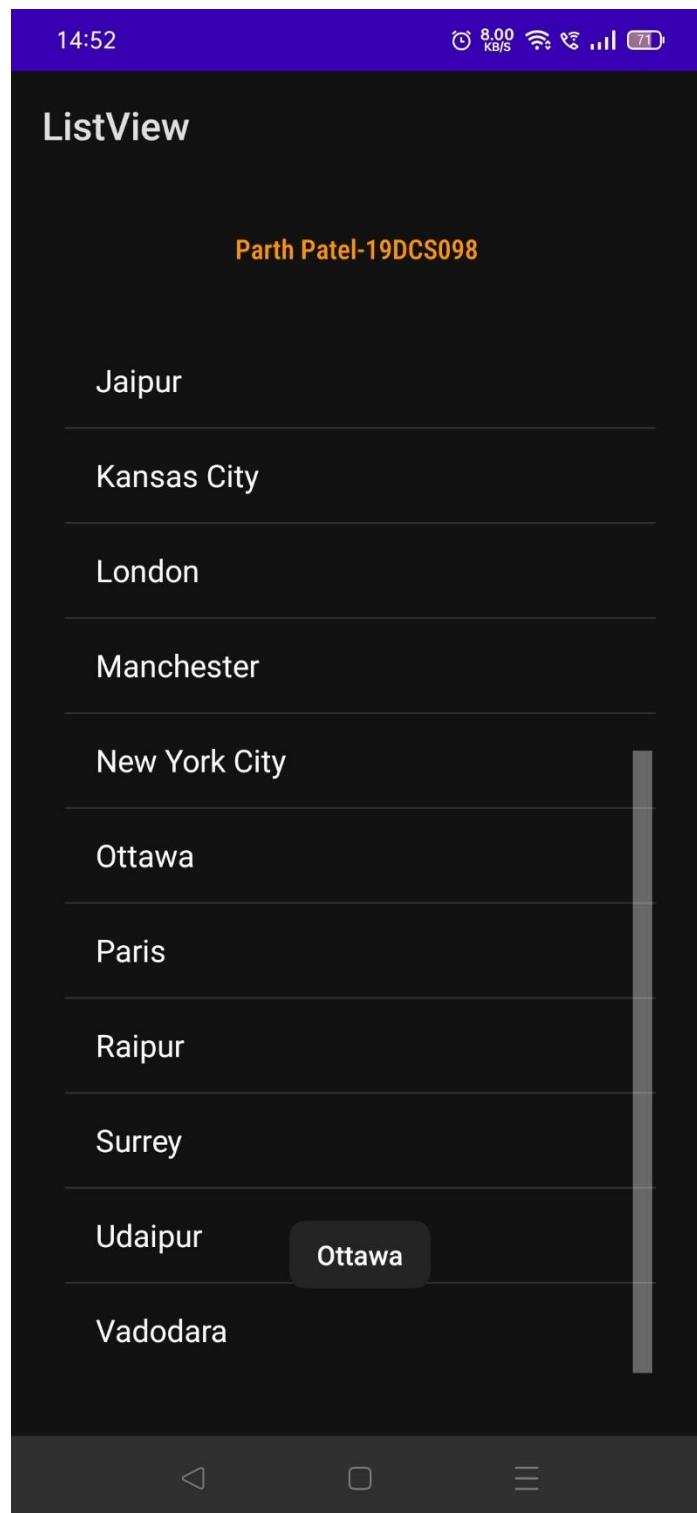 14:52 8.00 KB/S 71
ListView
Parth Patel-19DCS098
Jaipur
Kansas City
London
Manchester
New York City
Ottawa
Paris
Raipur
Surrey
Udaipur
Ottawa
Vadodara